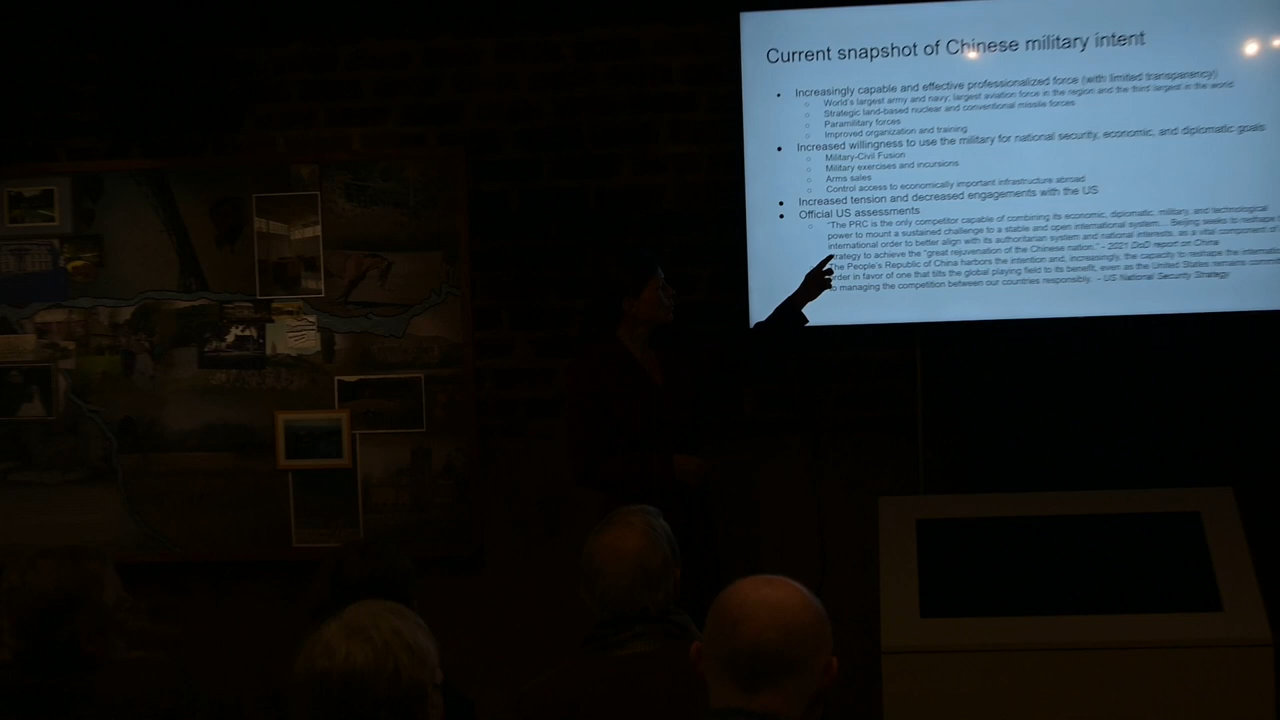 Current snapshot of Chinese military intent
• Increasingly capable and effective professionalized force (with limited transparency)
○ World's largest army and navy; largest aviation force in the region and the third largest in the world
○ Strategic land-based nuclear and conventional missile forces
○ Paramilitary forces
○ Improved organization and training
• Increased willingness to use the military for national security, economic, and diplomatic goals
○ Military-Civil Fusion
○ Military exercises and incursions
○ Arms sales
○ Control access to economically important infrastructure abroad
• Increased tension and decreased engagements with the US
• Official US assessments
○ "The PRC is the only competitor capable of combining its economic, diplomatic, military, and technological
power to mount a sustained challenge to a stable and open international system. Beijing seeks to reshape
international order to better align with its authoritarian system and national interests, as a vital component of
strategy to achieve the "great rejuvenation of the Chinese nation." - 2021 DoD report on China
The People's Republic of China harbors the intention and, increasingly, the capacity to reshape the
order in favor of one that tilts the global playing field to its benefit, even as the United States remains
to managing the competition between our countries responsibly. - US National Security Strategy